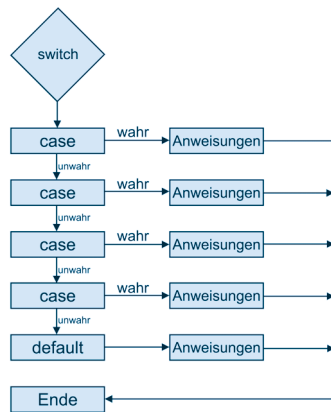 switch
case wahr Anweisungen
unwahr
case wahr Anweisungen
unwahr
case wahr Anweisungen
unwahr
case wahr Anweisungen
unwahr
default Anweisungen
Ende